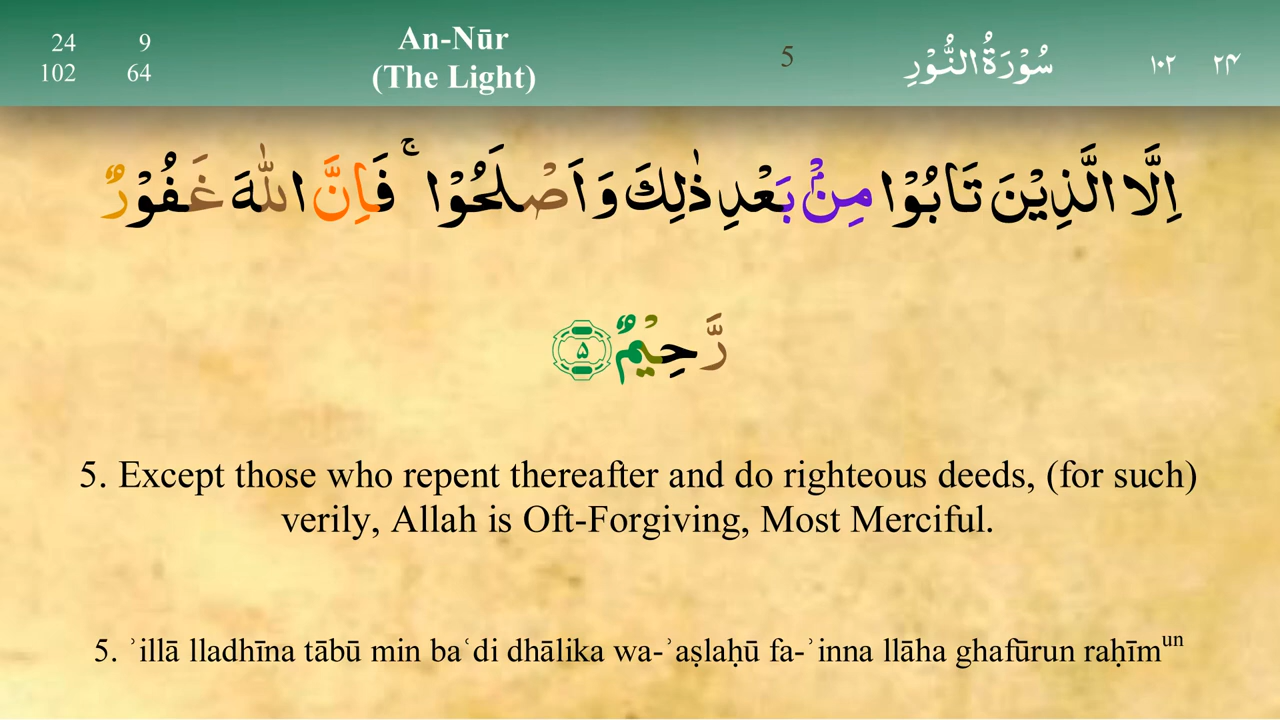 24 9 An-Nūr 5 سُوْرَةُ النُّوْرِ ١٠٢ ٢۴
102 64 (The Light)
اِلَّا الَّذِيْنَ تَابُوْا مِنْۢ بَعْدِ ذٰلِكَ وَ اَصْلَحُوْا ۚ فَاِنَّ اللّٰهَ غَفُوْرٌ
رَّحِيْمٌ ۵
5. Except those who repent thereafter and do righteous deeds, (for such)
verily, Allah is Oft-Forgiving, Most Merciful.
5. ʾillā lladhīna tābū min baʿdi dhālika wa-ʾaṣlaḥū fa-ʾinna llāha ghafūrun raḥīmun